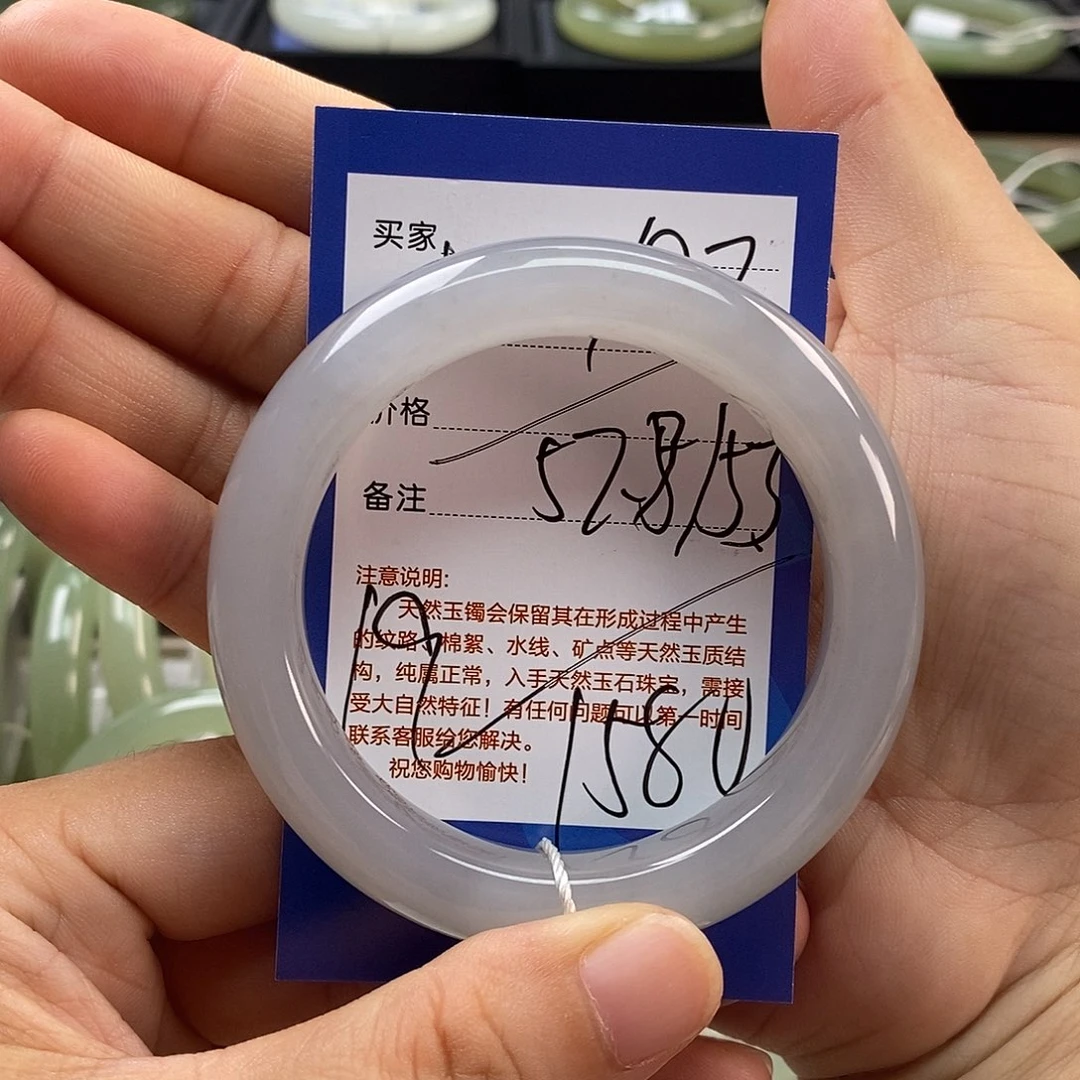 买家
价格
57.8/155
备注
注意说明:
天然玉镯会保留其在形成过程中产生
的纹路、棉絮、水线、矿点等天然玉质结
构，纯属正常，入手天然玉石珠宝，需接
受大自然特征！有任何问题可以第一时间
联系客服给您解决。
祝您购物愉快！
1580